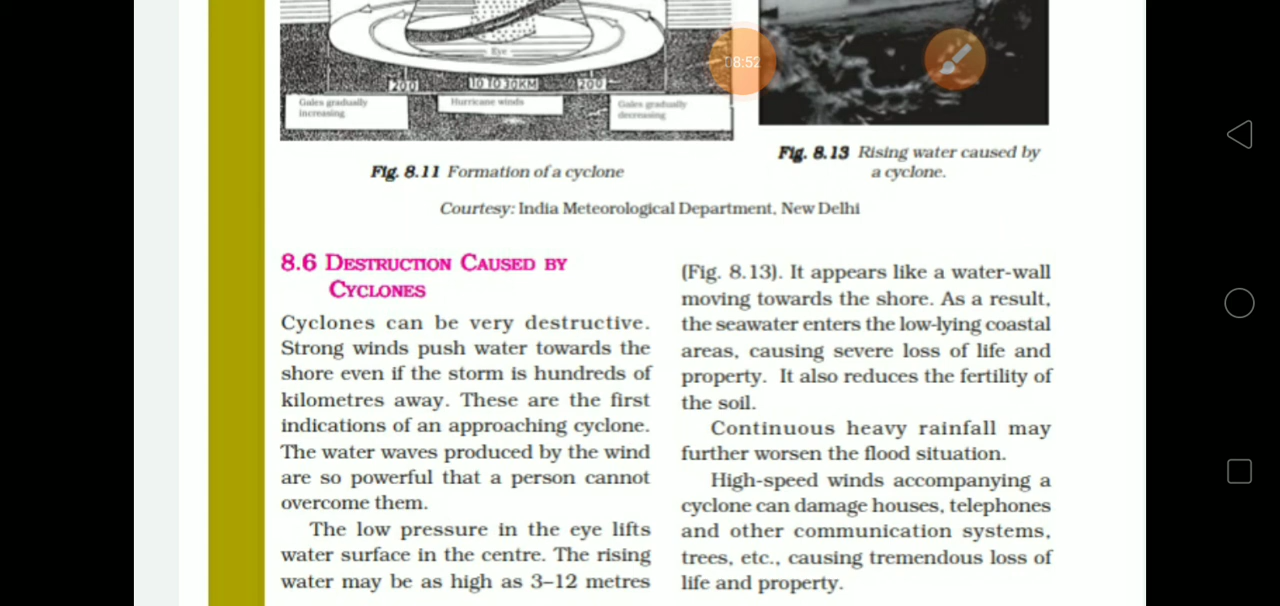 Eye
200
10 TO 30KM
200
Gales gradually
increasing
Hurricane winds
Gales gradually
decreasing
08:52
Fig. 8.11 Formation of a cyclone
Fig. 8.13 Rising water caused by
a cyclone.
Courtesy: India Meteorological Department, New Delhi
8.6 DESTRUCTION CAUSED BY
CYCLONES
Cyclones can be very destructive.
Strong winds push water towards the
shore even if the storm is hundreds of
kilometres away. These are the first
indications of an approaching cyclone.
The water waves produced by the wind
are so powerful that a person cannot
overcome them.
The low pressure in the eye lifts
water surface in the centre. The rising
water may be as high as 3–12 metres
(Fig. 8.13). It appears like a water-wall
moving towards the shore. As a result,
the seawater enters the low-lying coastal
areas, causing severe loss of life and
property. It also reduces the fertility of
the soil.
Continuous heavy rainfall may
further worsen the flood situation.
High-speed winds accompanying a
cyclone can damage houses, telephones
and other communication systems,
trees, etc., causing tremendous loss of
life and property.